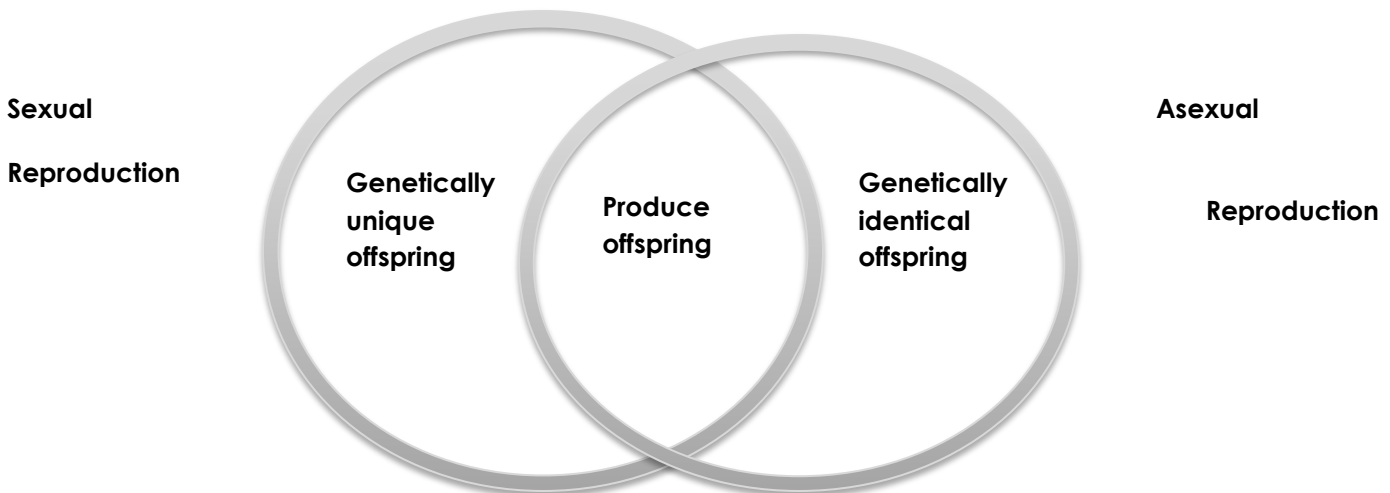 Sexual
Reproduction
Genetically
unique
offspring
Produce
offspring
Genetically
identical
offspring
Asexual
Reproduction